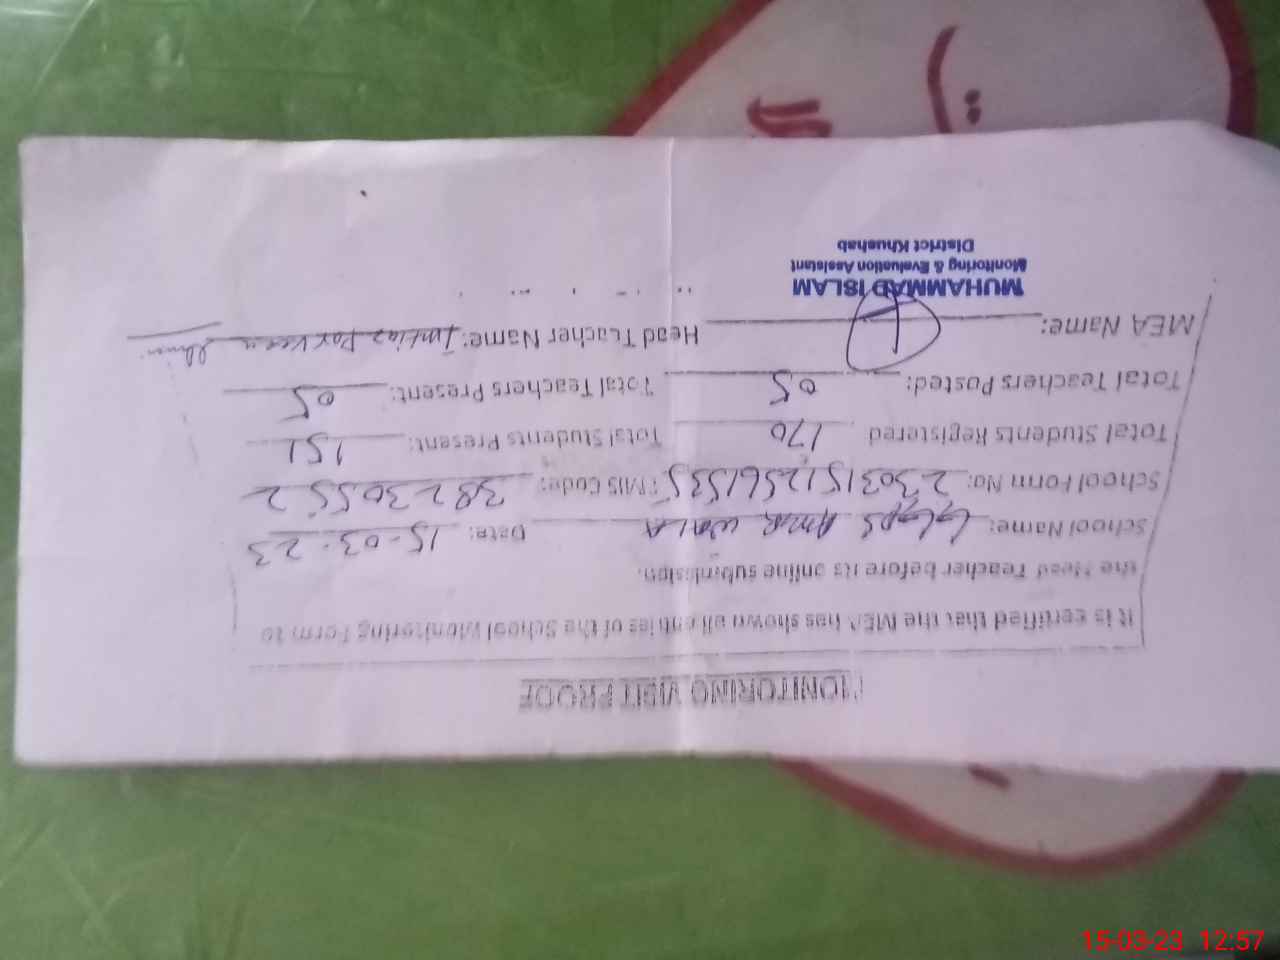 MONITORING VISIT PROOF
It is certified that the MEA has shown all entries of the School Monitoring Form to
the Head Teacher before its online submission.
School Name: GGPS AMR WALA Date: 15-03-23
School Form No: 2303151256153 EMIS Code: 38230552
Total Students Registered 170 Total Students Present: 151
Total Teachers Posted: 05 Total Teachers Present: 05
MEA Name: Head Teacher Name: Imtiaz Parveen
MUHAMMAD ISLAM
Monitoring & Evaluation Assistant
District Khushab
15-03-23 12:57